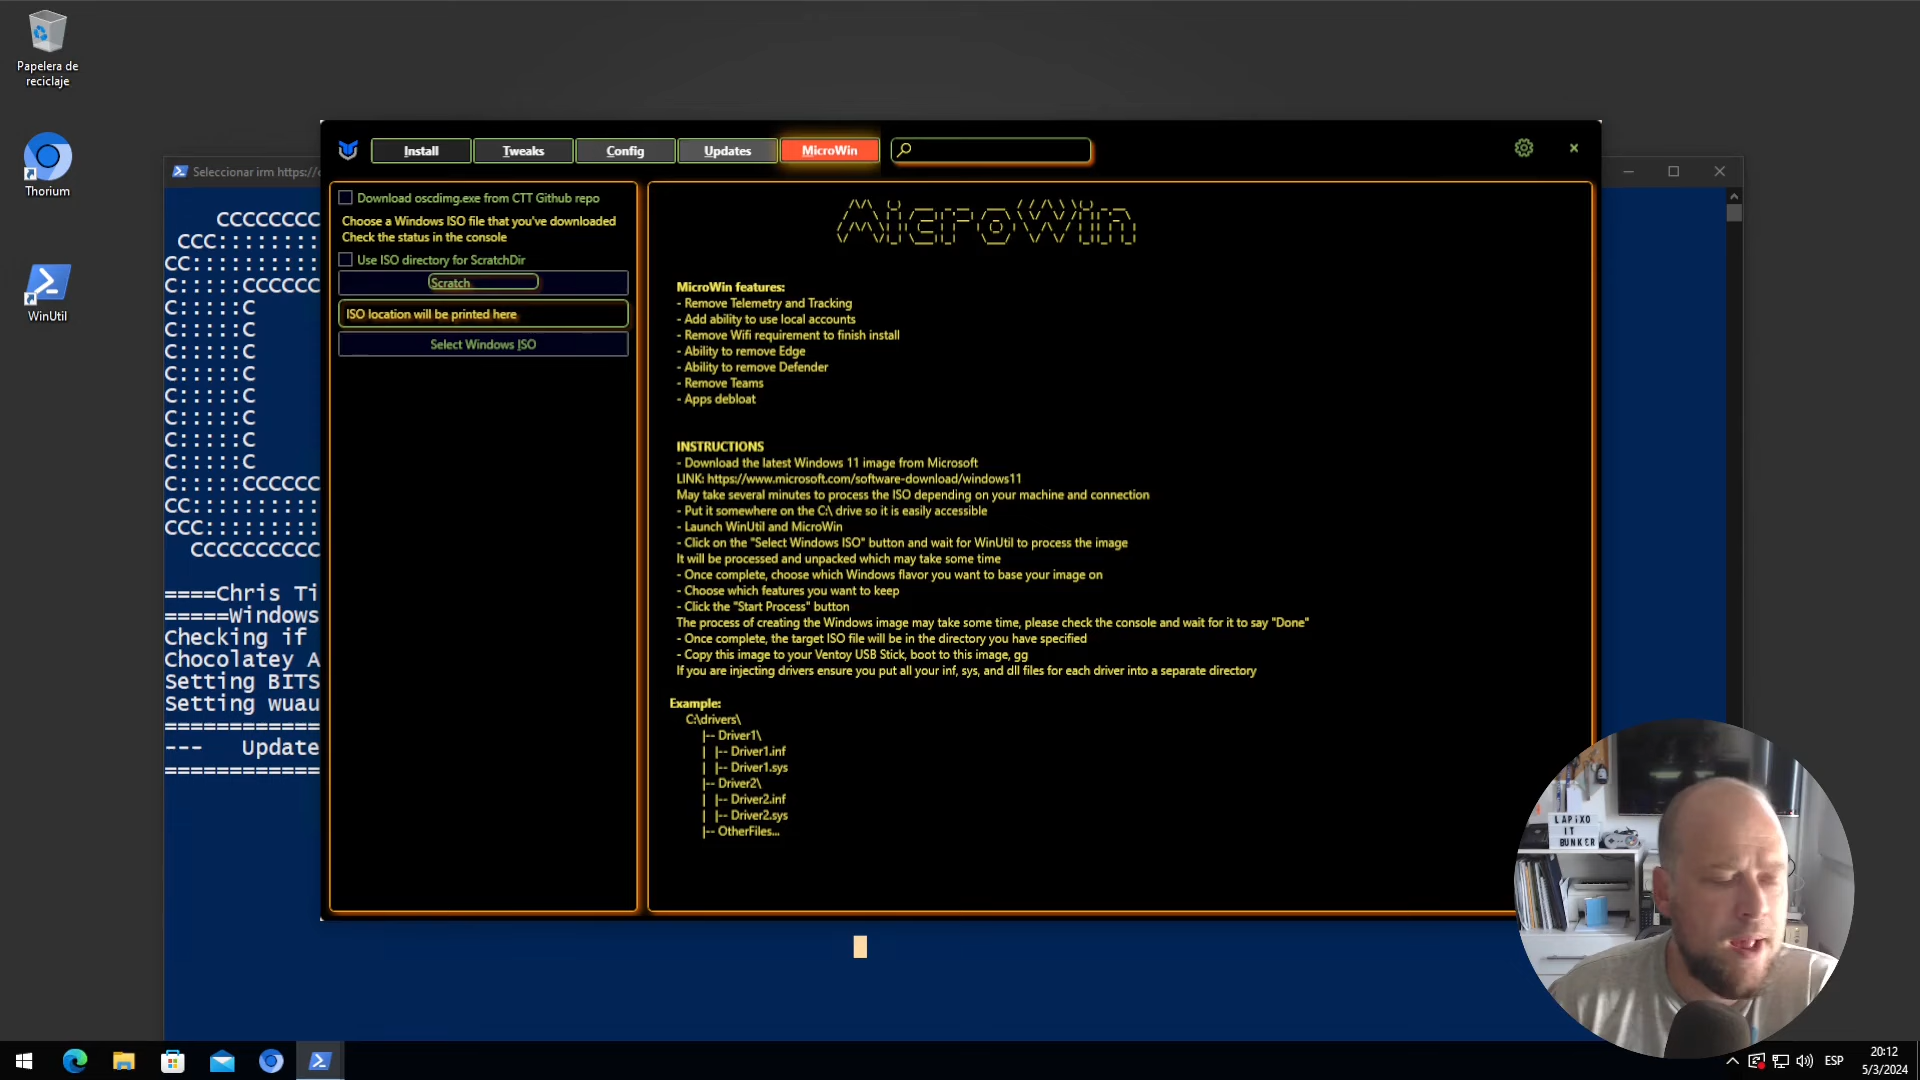 Papelera de
reciclaje
Thorium
WinUtil
Seleccionar irm https://c
CCCCCCCC
CCC::::::::
CC:::::::::
C:::::CCCCCC
C:::::C
C:::::C
C:::::C
C:::::C
C:::::C
C:::::C
C:::::C
C:::::C
C:::::CCCCCC
CC:::::::::
CCC::::::::
CCCCCCCCCC
====Chris Ti
=====Windows
Checking if
Chocolatey A
Setting BITS
Setting wuau
============
--- Update
============
Install
Tweaks
Config
Updates
MicroWin
Download oscdimg.exe from CTT Github repo
Choose a Windows ISO file that you've downloaded
Check the status in the console
Use ISO directory for ScratchDir
Scratch
ISO location will be printed here
Select Windows ISO
MicroWin
MicroWin features:
- Remove Telemetry and Tracking
- Add ability to use local accounts
- Remove Wifi requirement to finish install
- Ability to remove Edge
- Ability to remove Defender
- Remove Teams
- Apps debloat
INSTRUCTIONS
- Download the latest Windows 11 image from Microsoft
LINK: https://www.microsoft.com/software-download/windows11
May take several minutes to process the ISO depending on your machine and connection
- Put it somewhere on the C:\ drive so it is easily accessible
- Launch WinUtil and MicroWin
- Click on the "Select Windows ISO" button and wait for WinUtil to process the image
It will be processed and unpacked which may take some time
- Once complete, choose which Windows flavor you want to base your image on
- Choose which features you want to keep
- Click the "Start Process" button
The process of creating the Windows image may take some time, please check the console and wait for it to say "Done"
- Once complete, the target ISO file will be in the directory you have specified
- Copy this image to your Ventoy USB Stick, boot to this image, gg
If you are injecting drivers ensure you put all your inf, sys, and dll files for each driver into a separate directory
Example:
C:\drivers\
|-- Driver1\
| |-- Driver1.inf
| |-- Driver1.sys
|-- Driver2\
| |-- Driver2.inf
| |-- Driver2.sys
|-- OtherFiles...
LAPiXO
IT
BUNKER
ESP
20:12
5/3/2024